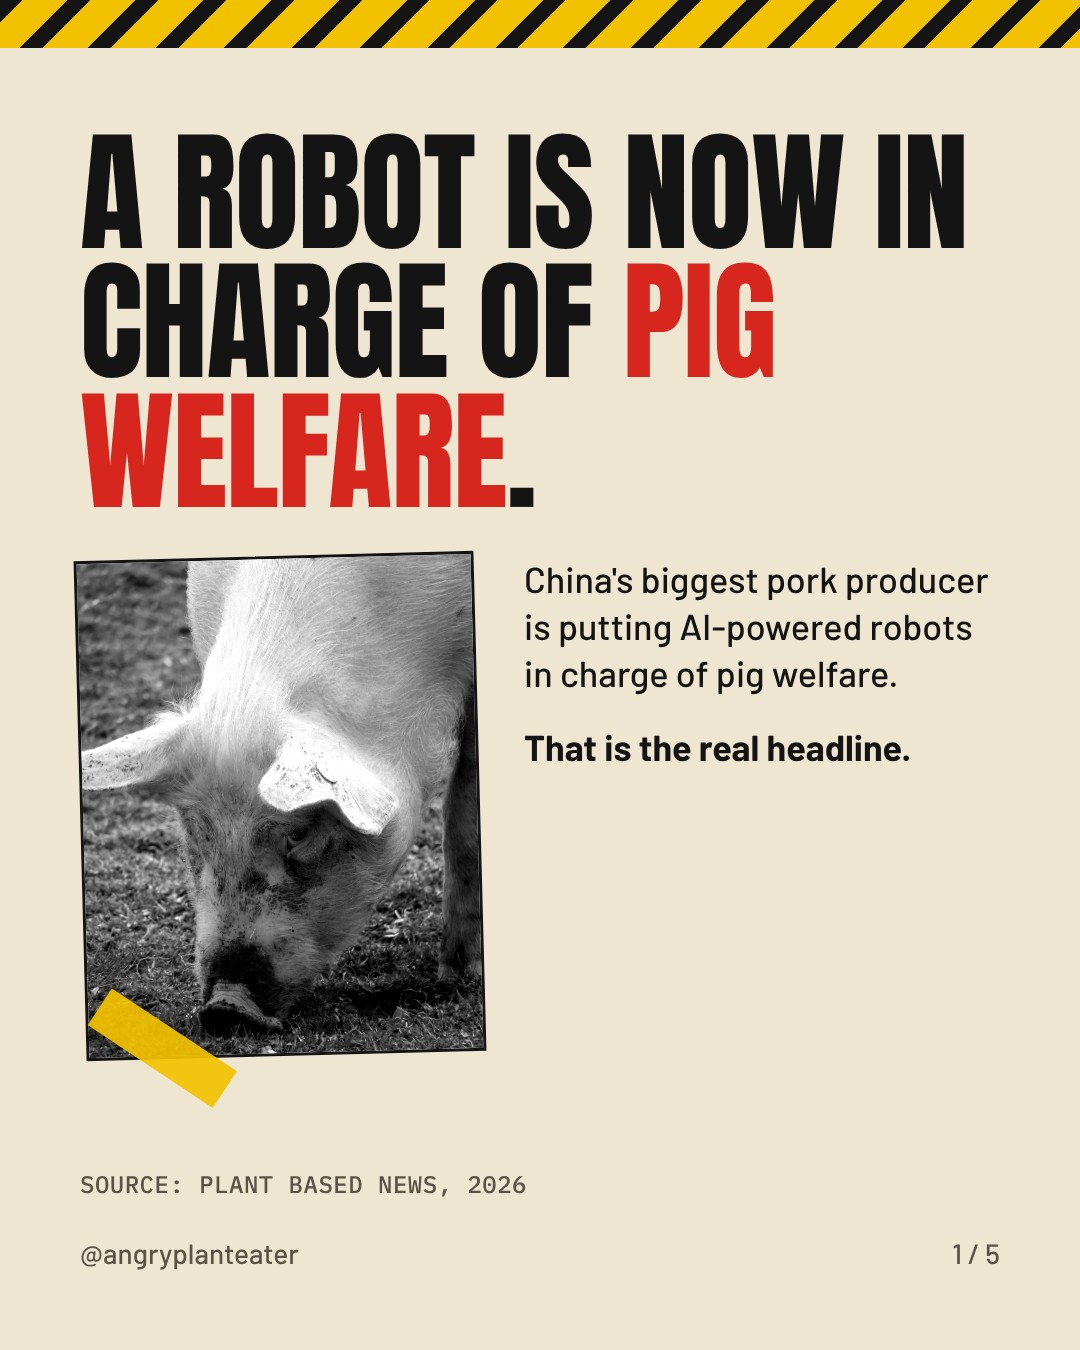 A ROBOT IS NOW IN
CHARGE OF PIG
WELFARE.
China's biggest pork producer
is putting AI-powered robots
in charge of pig welfare.
That is the real headline.
SOURCE: PLANT BASED NEWS, 2026
@angryplanteater
1 / 5